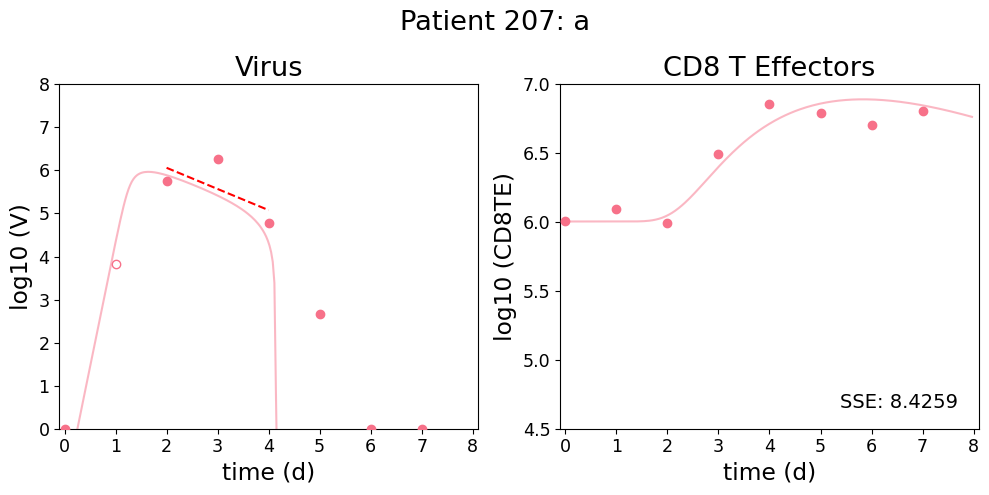 Patient 207: a
Virus
CD8 T Effectors
log10 (V)
8
7
6
5
4
3
2
1
0
0 1 2 3 4 5 6 7 8
time (d)
log10 (CD8TE)
7.0
6.5
6.0
5.5
5.0
4.5
SSE: 8.4259
0 1 2 3 4 5 6 7 8
time (d)